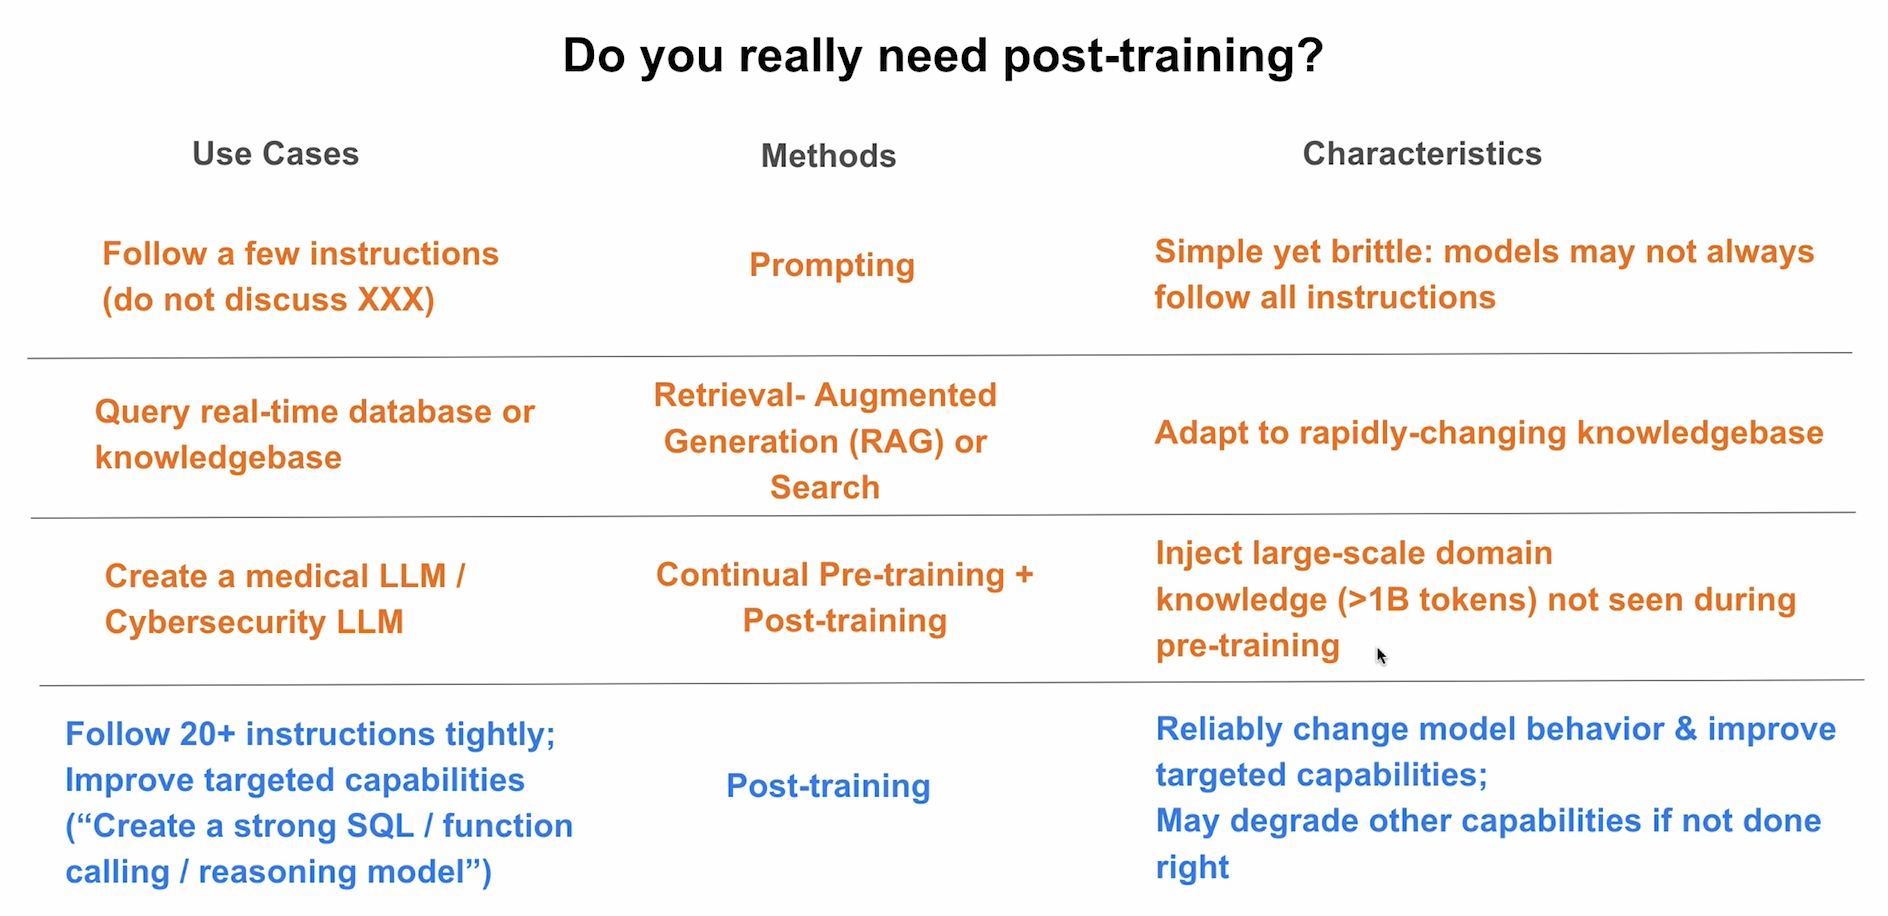 Do you really need post-training?
Use Cases
Methods
Characteristics
Follow a few instructions
(do not discuss XXX)
Prompting
Simple yet brittle: models may not always
follow all instructions
Query real-time database or
knowledgebase
Retrieval- Augmented
Generation (RAG) or
Search
Adapt to rapidly-changing knowledgebase
Create a medical LLM /
Cybersecurity LLM
Continual Pre-training +
Post-training
Inject large-scale domain
knowledge (>1B tokens) not seen during
pre-training
Follow 20+ instructions tightly;
Improve targeted capabilities
(“Create a strong SQL / function
calling / reasoning model”)
Post-training
Reliably change model behavior & improve
targeted capabilities;
May degrade other capabilities if not done
right